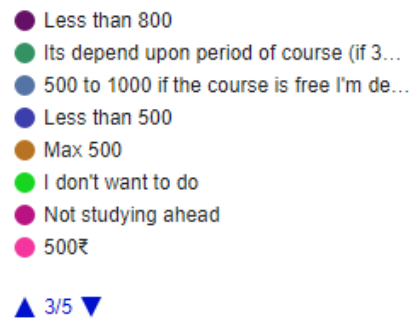 Less than 800
Its depend upon period of course (if 3...
500 to 1000 if the course is free I'm de...
Less than 500
Max 500
I don't want to do
Not studying ahead
500₹
3/5